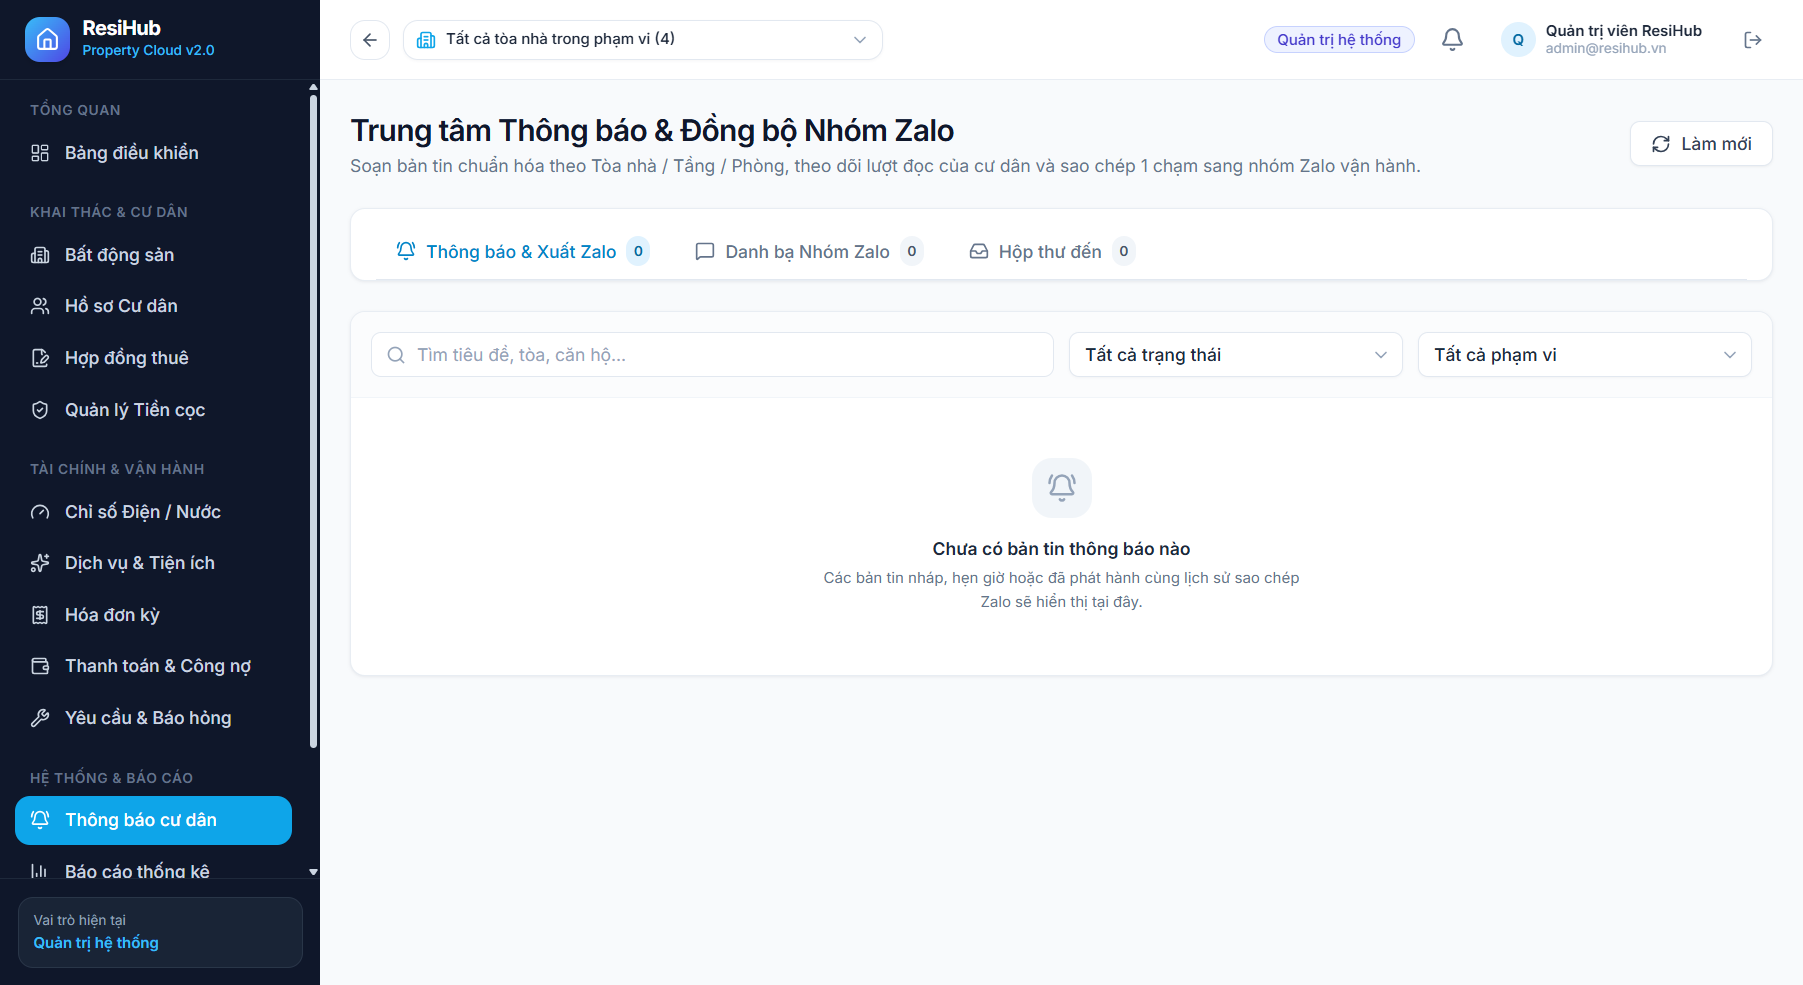 ResiHub
Property Cloud v2.0
TỔNG QUAN
Bảng điều khiển
KHAI THÁC & CƯ DÂN
Bất động sản
Hồ sơ Cư dân
Hợp đồng thuê
Quản lý Tiền cọc
TÀI CHÍNH & VẬN HÀNH
Chỉ số Điện / Nước
Dịch vụ & Tiện ích
Hóa đơn kỳ
Thanh toán & Công nợ
Yêu cầu & Báo hỏng
HỆ THỐNG & BÁO CÁO
Thông báo cư dân
Báo cáo thống kê
Vai trò hiện tại
Quản trị hệ thống
Tất cả tòa nhà trong phạm vi (4)
Quản trị hệ thống
Q
Quản trị viên ResiHub
admin@resihub.vn
Trung tâm Thông báo & Đồng bộ Nhóm Zalo
Soạn bản tin chuẩn hóa theo Tòa nhà / Tầng / Phòng, theo dõi lượt đọc của cư dân và sao chép 1 chạm sang nhóm Zalo vận hành.
Làm mới
Thông báo & Xuất Zalo 0
Danh bạ Nhóm Zalo 0
Hộp thư đến 0
Tìm tiêu đề, tòa, căn hộ...
Tất cả trạng thái
Tất cả phạm vi
Chưa có bản tin thông báo nào
Các bản tin nháp, hẹn giờ hoặc đã phát hành cùng lịch sử sao chép
Zalo sẽ hiển thị tại đây.